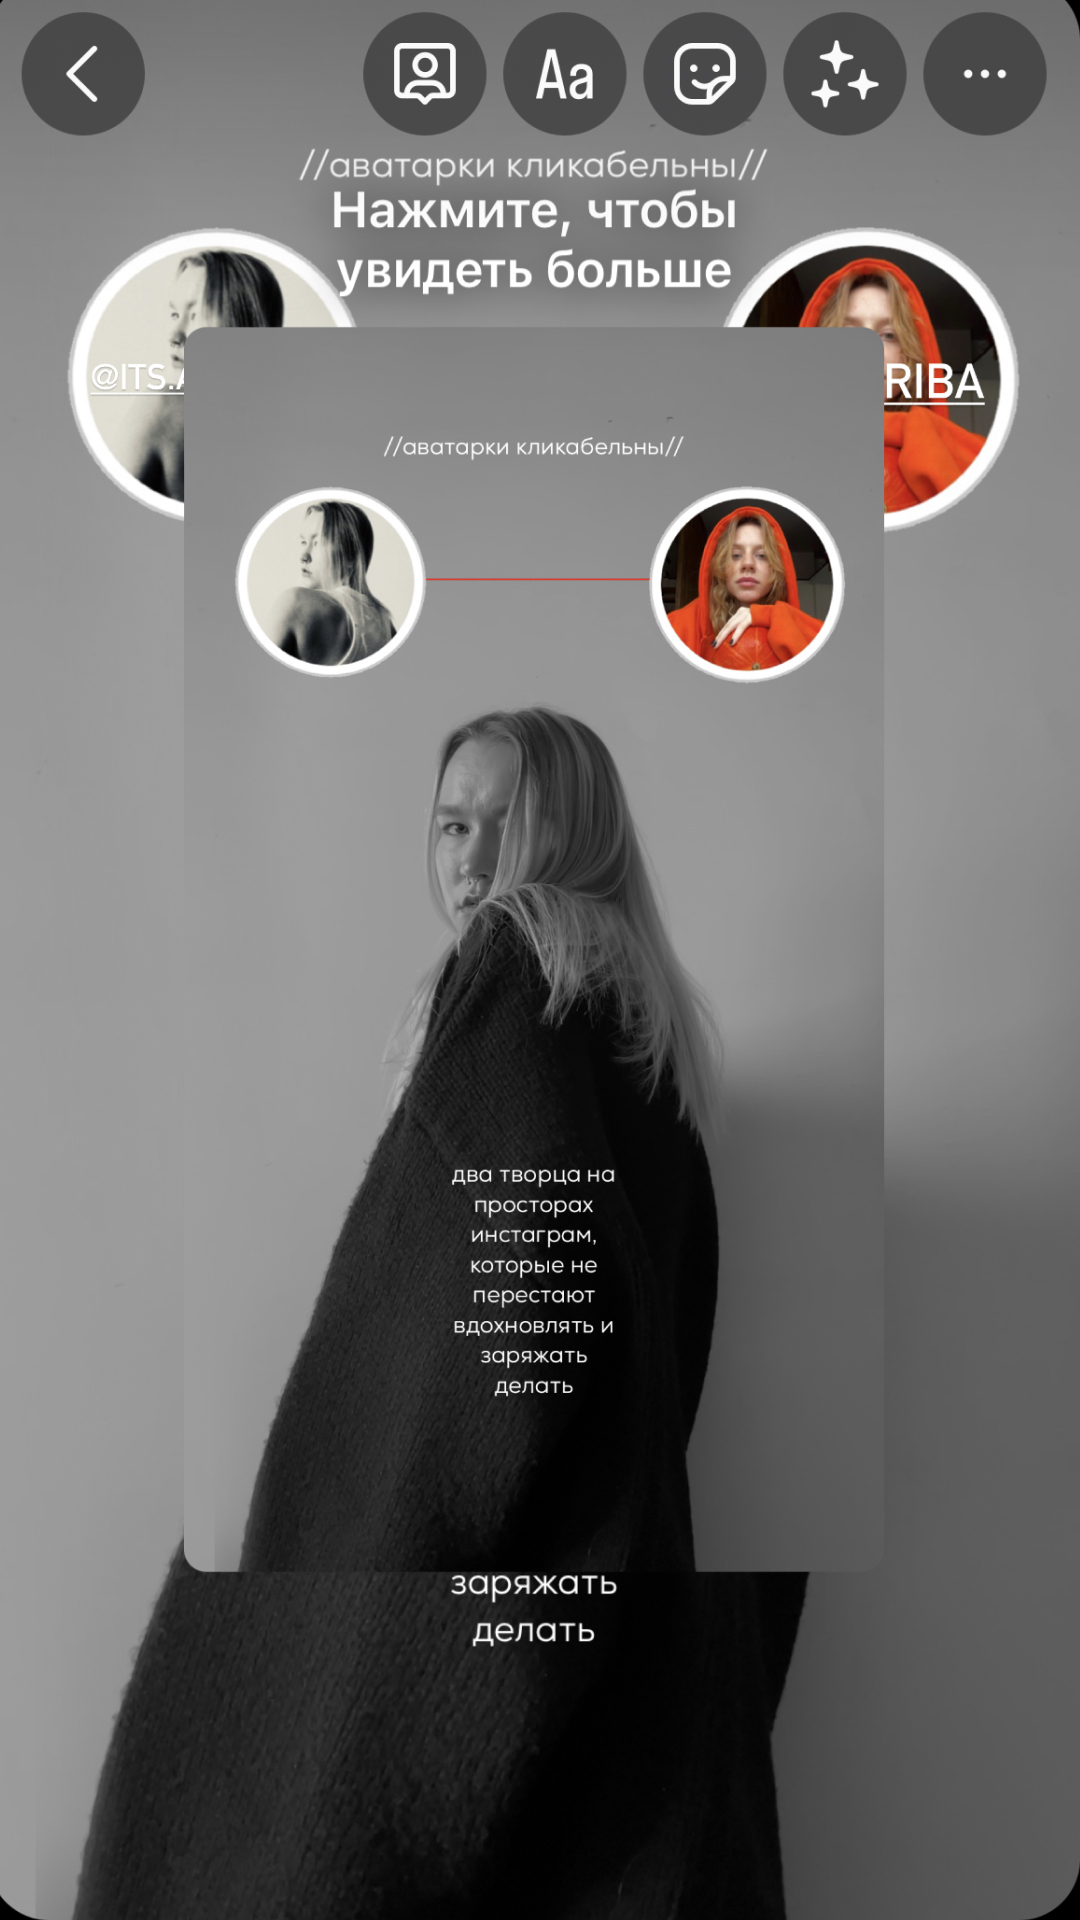 Aa
//аватарки кликабельны//
Нажмите, чтобы
увидеть больше
@ITS.
RIBA
//аватарки кликабельны//
два творца на
просторах
инстаграм,
которые не
перестают
вдохновлять и
заряжать
делать
заряжать
делать